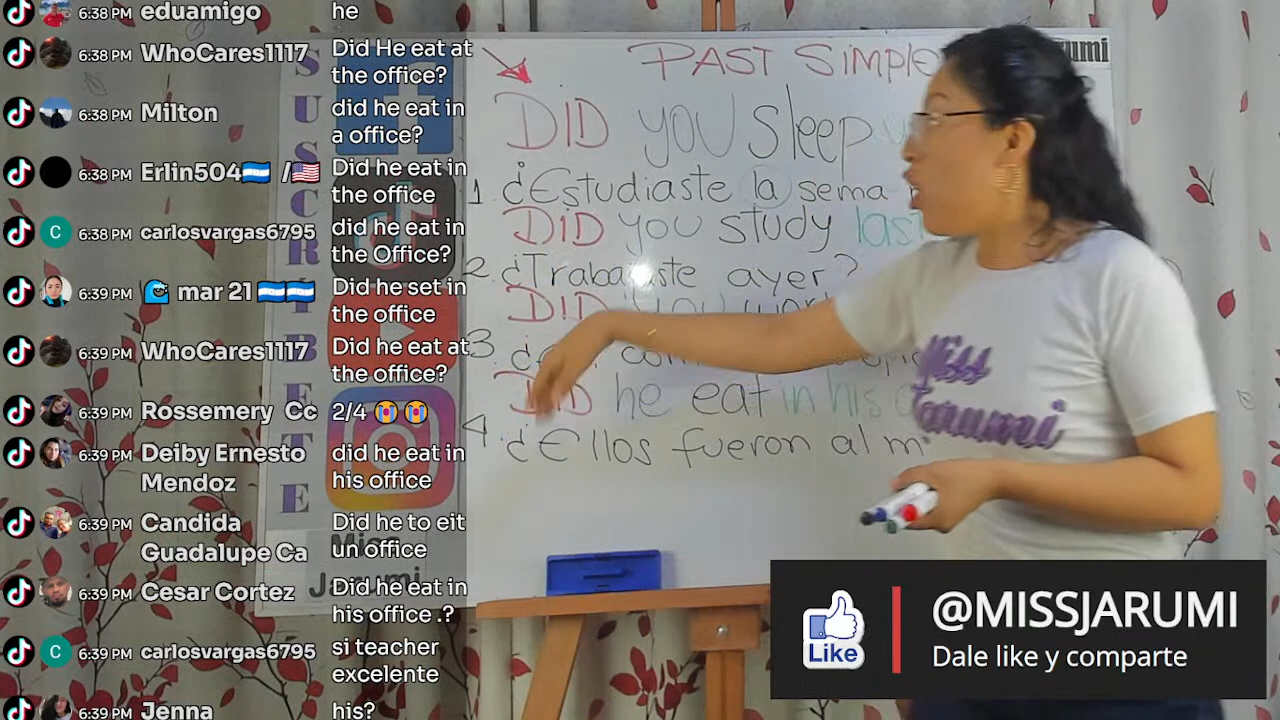 6:38 PM eduamigo he
6:38 PM WhoCares1117 Did He eat at
the office?
6:38 PM Milton did he eat in
a office?
6:38 PM Erlin504 / Did he eat in
the office
C 6:38 PM carlosvargas6795 did he eat in
the Office?
6:39 PM mar 21 Did he set in
the office
6:39 PM WhoCares1117 Did he eat at
the office?
6:39 PM Rossemery Cc 2/4
6:39 PM Deiby Ernesto did he eat in
Mendoz his office
6:39 PM Candida Did he to eit
Guadalupe Ca un office
6:39 PM Cesar Cortez Did he eat in
his office .?
C 6:39 PM carlosvargas6795 si teacher
excelente
6:39 PM Jenna his?
SUSCRÍBETE
PAST SIMPLE
DID you sleep
1. ¿Estudiaste la sema
DID you study last
2. ¿Trabajaste ayer?
DID you wor
3.
DID he eat in his
4. ¿Ellos fueron al m
Miss
Jarumi
Miss
Jarumi
Like
@MISSJARUMI
Dale like y comparte